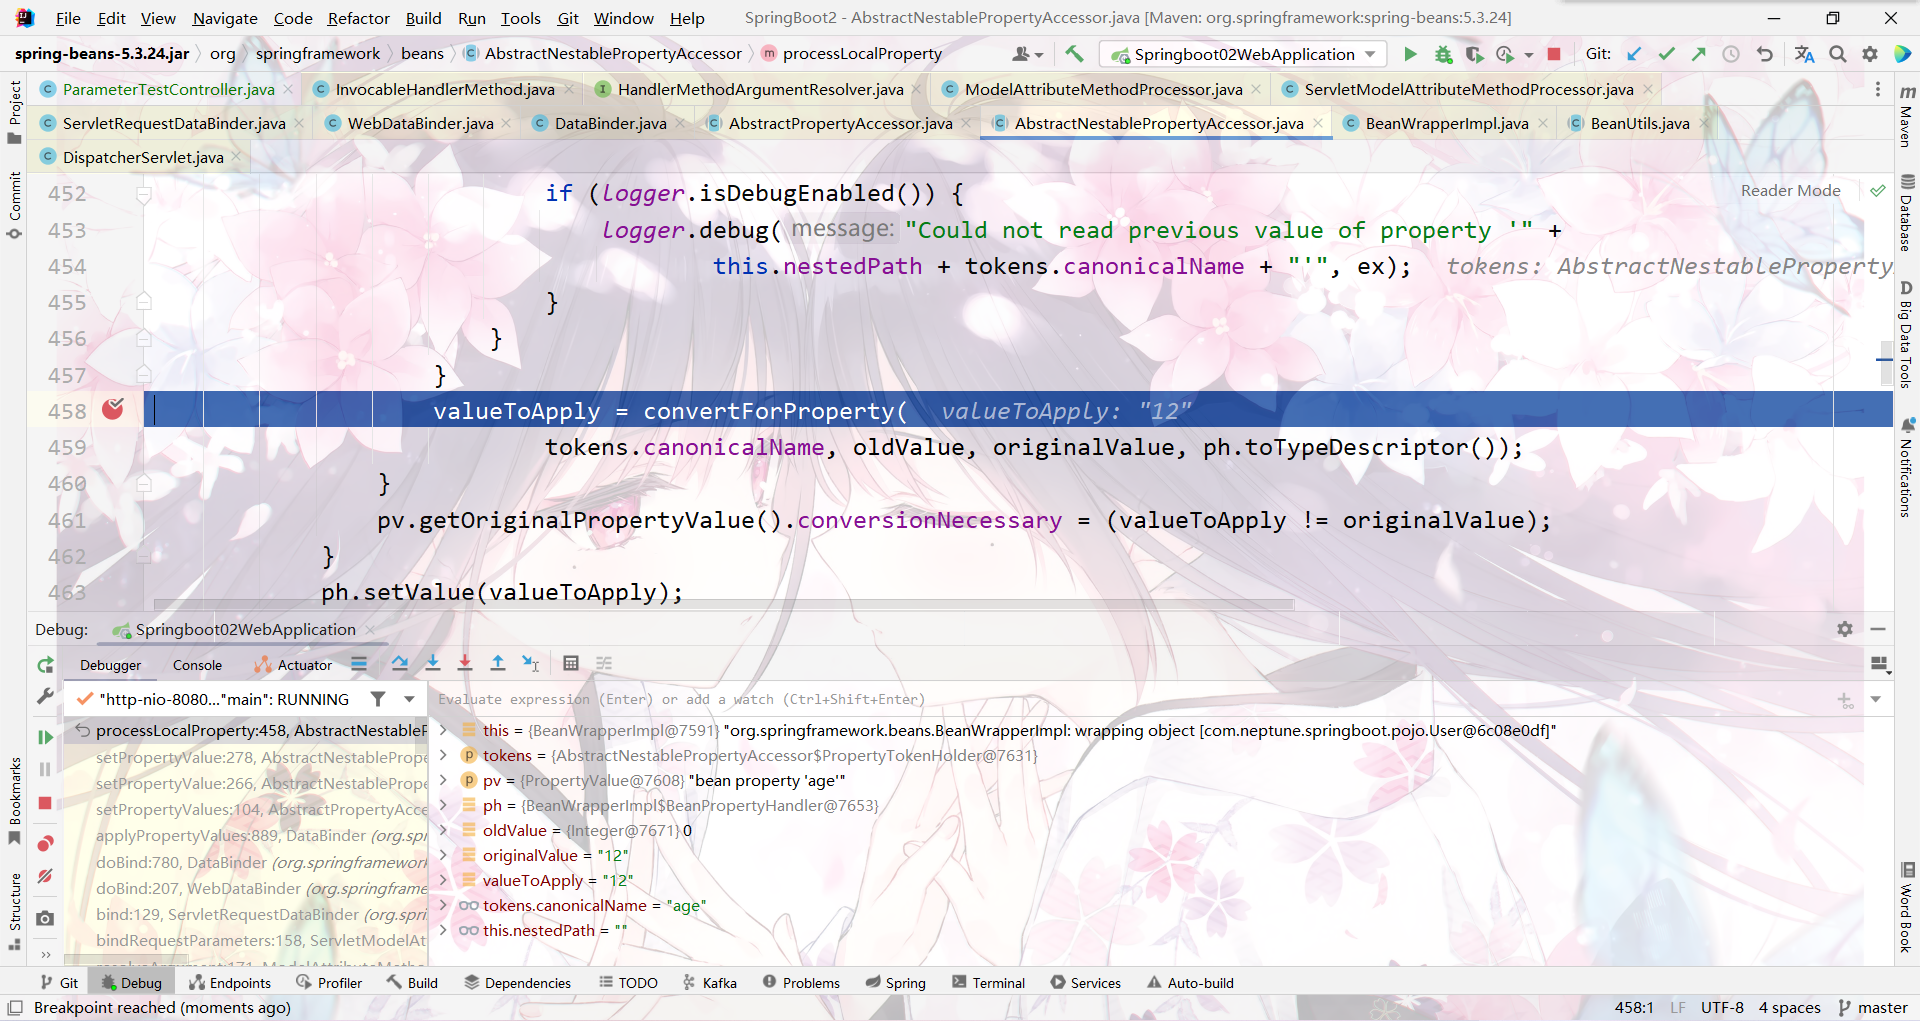 File Edit View Navigate Code Refactor Build Run Tools Git Window Help SpringBoot2 - AbstractNestablePropertyAccessor.java [Maven: org.springframework:spring-beans:5.3.24]
spring-beans-5.3.24.jar org springframework beans AbstractNestablePropertyAccessor processLocalProperty Springboot02WebApplication Git:
ParameterTestController.java InvocableHandlerMethod.java HandlerMethodArgumentResolver.java ModelAttributeMethodProcessor.java ServletModelAttributeMethodProcessor.java
ServletRequestDataBinder.java WebDataBinder.java DataBinder.java AbstractPropertyAccessor.java AbstractNestablePropertyAccessor.java BeanWrapperImpl.java BeanUtils.java
DispatcherServlet.java
Reader Mode
452 if (logger.isDebugEnabled()) {
453 logger.debug( message: "Could not read previous value of property '" +
454 this.nestedPath + tokens.canonicalName + "'", ex); tokens: AbstractNestableProperty
455 }
456 }
457 }
458 valueToApply = convertForProperty( valueToApply: "12"
459 tokens.canonicalName, oldValue, originalValue, ph.toTypeDescriptor());
460 }
461 pv.getOriginalPropertyValue().conversionNecessary = (valueToApply != originalValue);
462 }
463 ph.setValue(valueToApply);
Project
Commit
Bookmarks
Structure
Maven
Database
Big Data Tools
Notifications
Word Book
Debug: Springboot02WebApplication
Debugger Console Actuator
"http-nio-8080..."main": RUNNING
Evaluate expression (Enter) or add a watch (Ctrl+Shift+Enter)
processLocalProperty:458, AbstractNestableP
setPropertyValue:278, AbstractNestablePrope
setPropertyValue:266, AbstractNestablePrope
setPropertyValues:104, AbstractPropertyAcce
applyPropertyValues:889, DataBinder (org.spri
doBind:780, DataBinder (org.springframework
doBind:207, WebDataBinder (org.springframe
bind:129, ServletRequestDataBinder (org.spri
bindRequestParameters:158, ServletModelAt
this = {BeanWrapperImpl@7591} "org.springframework.beans.BeanWrapperImpl: wrapping object [com.neptune.springboot.pojo.User@6c08e0df]"
tokens = {AbstractNestablePropertyAccessor$PropertyTokenHolder@7631}
pv = {PropertyValue@7608} "bean property 'age'"
ph = {BeanWrapperImpl$BeanPropertyHandler@7653}
oldValue = {Integer@7671} 0
originalValue = "12"
valueToApply = "12"
tokens.canonicalName = "age"
this.nestedPath = ""
Git Debug Endpoints Profiler Build Dependencies TODO Kafka Problems Spring Terminal Services Auto-build
Breakpoint reached (moments ago) 458:1 LF UTF-8 4 spaces master